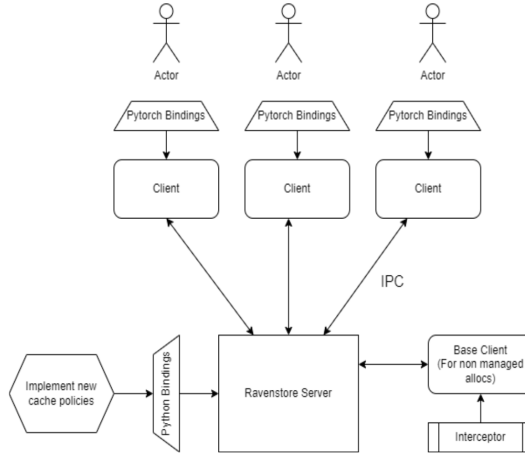 Actor
Actor
Actor
Pytorch Bindings
Pytorch Bindings
Pytorch Bindings
Client
Client
Client
IPC
Implement new
cache policies
Python Bindings
Ravenstore Server
Base Client
(For non managed
allocs)
Interceptor